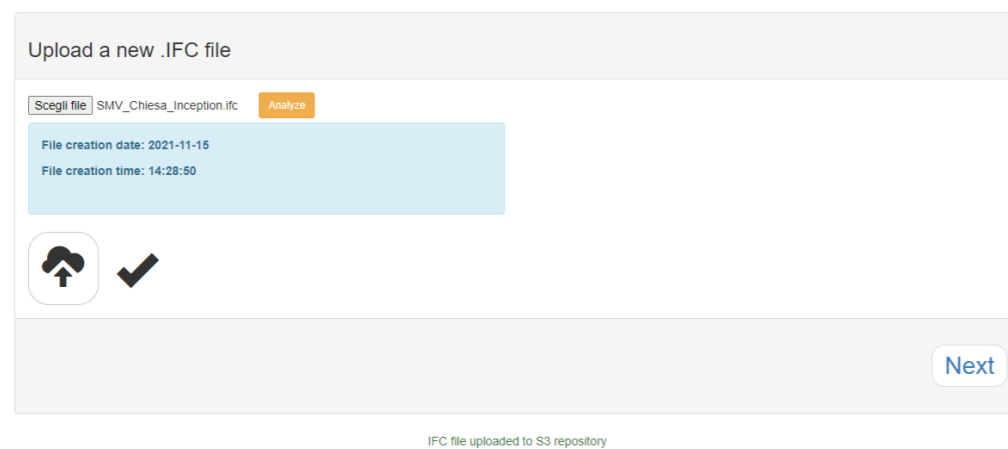 Upload a new .IFC file
Scegli file SMV_Chiesa_Inception.ifc Analyze
File creation date: 2021-11-15
File creation time: 14:28:50
Next
IFC file uploaded to S3 repository